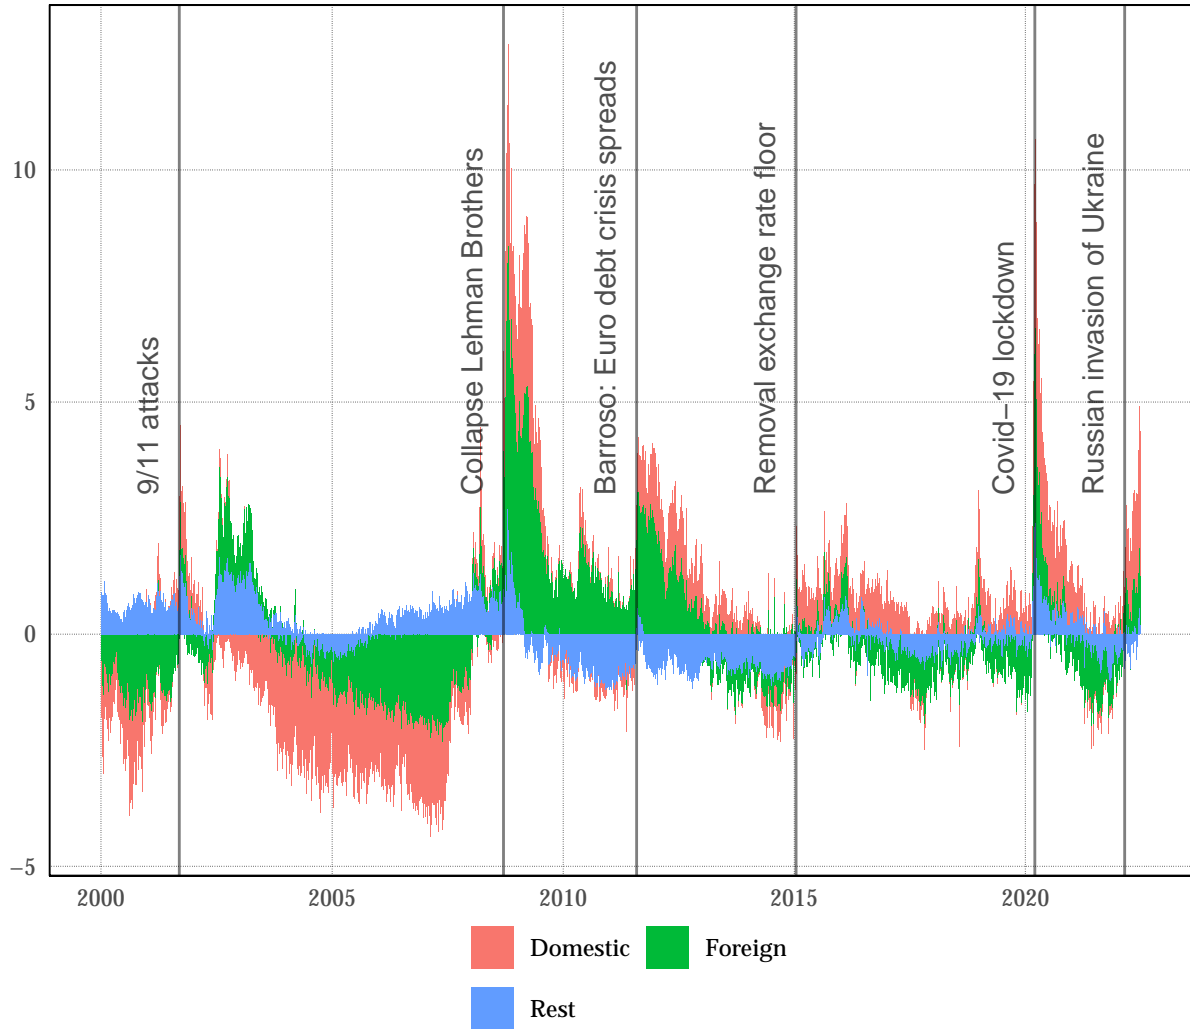 10
5
0
−5
9/11 attacks
Collapse Lehman Brothers
Barroso: Euro debt crisis spreads
Removal exchange rate floor
Covid−19 lockdown
Russian invasion of Ukraine
2000 2005 2010 2015 2020
Domestic Foreign
Rest